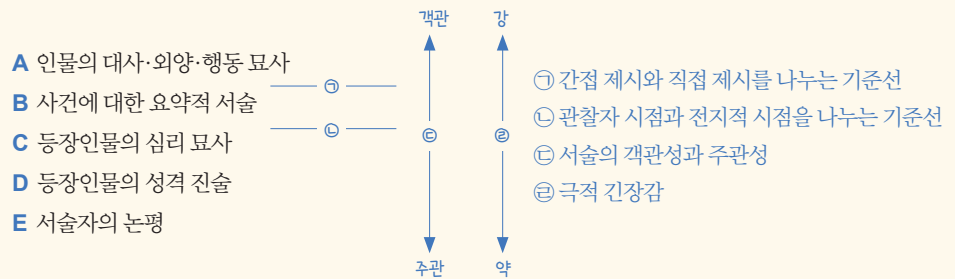 객관 강
A 인물의 대사·외양·행동 묘사
㉠
B 사건에 대한 요약적 서술
㉡
C 등장인물의 심리 묘사
D 등장인물의 성격 진술
E 서술자의 논평
㉢ ㉣
주관 약
㉠ 간접 제시와 직접 제시를 나누는 기준선
㉡ 관찰자 시점과 전지적 시점을 나누는 기준선
㉢ 서술의 객관성과 주관성
㉣ 극적 긴장감